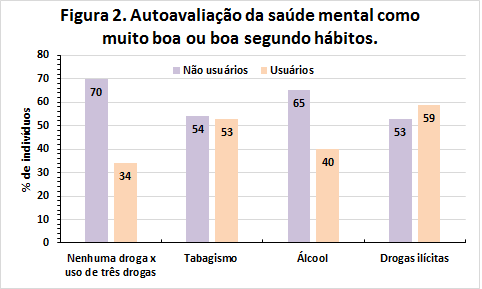 Figura 2. Autoavaliação da saúde mental como
muito boa ou boa segundo hábitos.
80
70
60
50
40
30
20
10
0
% de indivíduos
Não usuários
Usuários
70
34
54
53
65
40
53
59
Nenhuma droga x
uso de três drogas
Tabagismo
Álcool
Drogas ilícitas